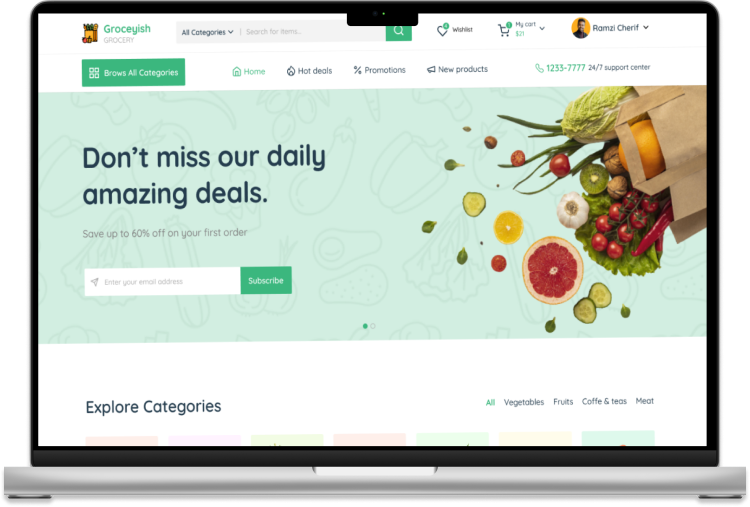 Groceyish
GROCERY
All Categories
Search for items...
Wishlist
My cart
$21
Ramzi Cherif
Brows All Categories
Home
Hot deals
Promotions
New products
1233-7777 24/7 support center
Don't miss our daily
amazing deals.
Save up to 60% off on your first order
Enter your email address
Subscribe
Explore Categories
All
Vegetables
Fruits
Coffe & teas
Meat